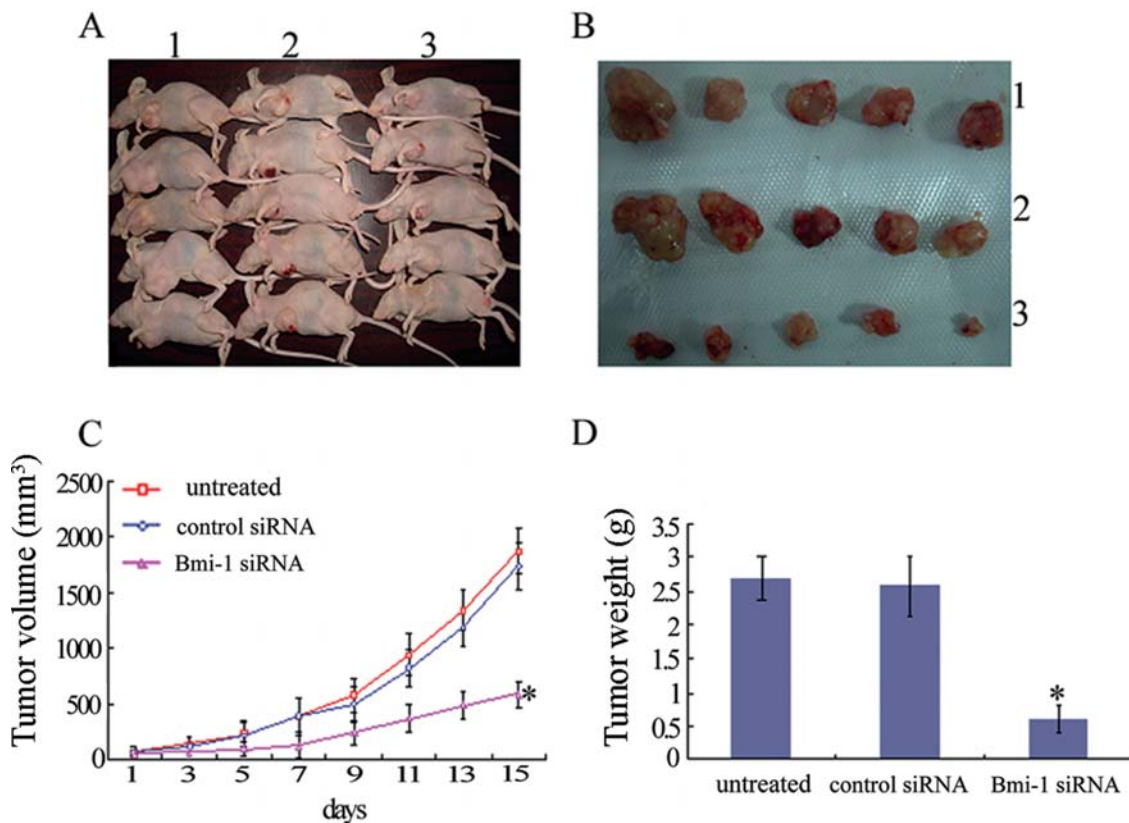 A
1 2 3
B
1
2
3
C
Tumor volume (mm³)
2500
2000
1500
1000
500
0
untreated
control siRNA
Bmi-1 siRNA
*
1 3 5 7 9 11 13 15
days
D
Tumor weight (g)
3.5
3
2.5
2
1.5
1
0.5
0
*
untreated control siRNA Bmi-1 siRNA